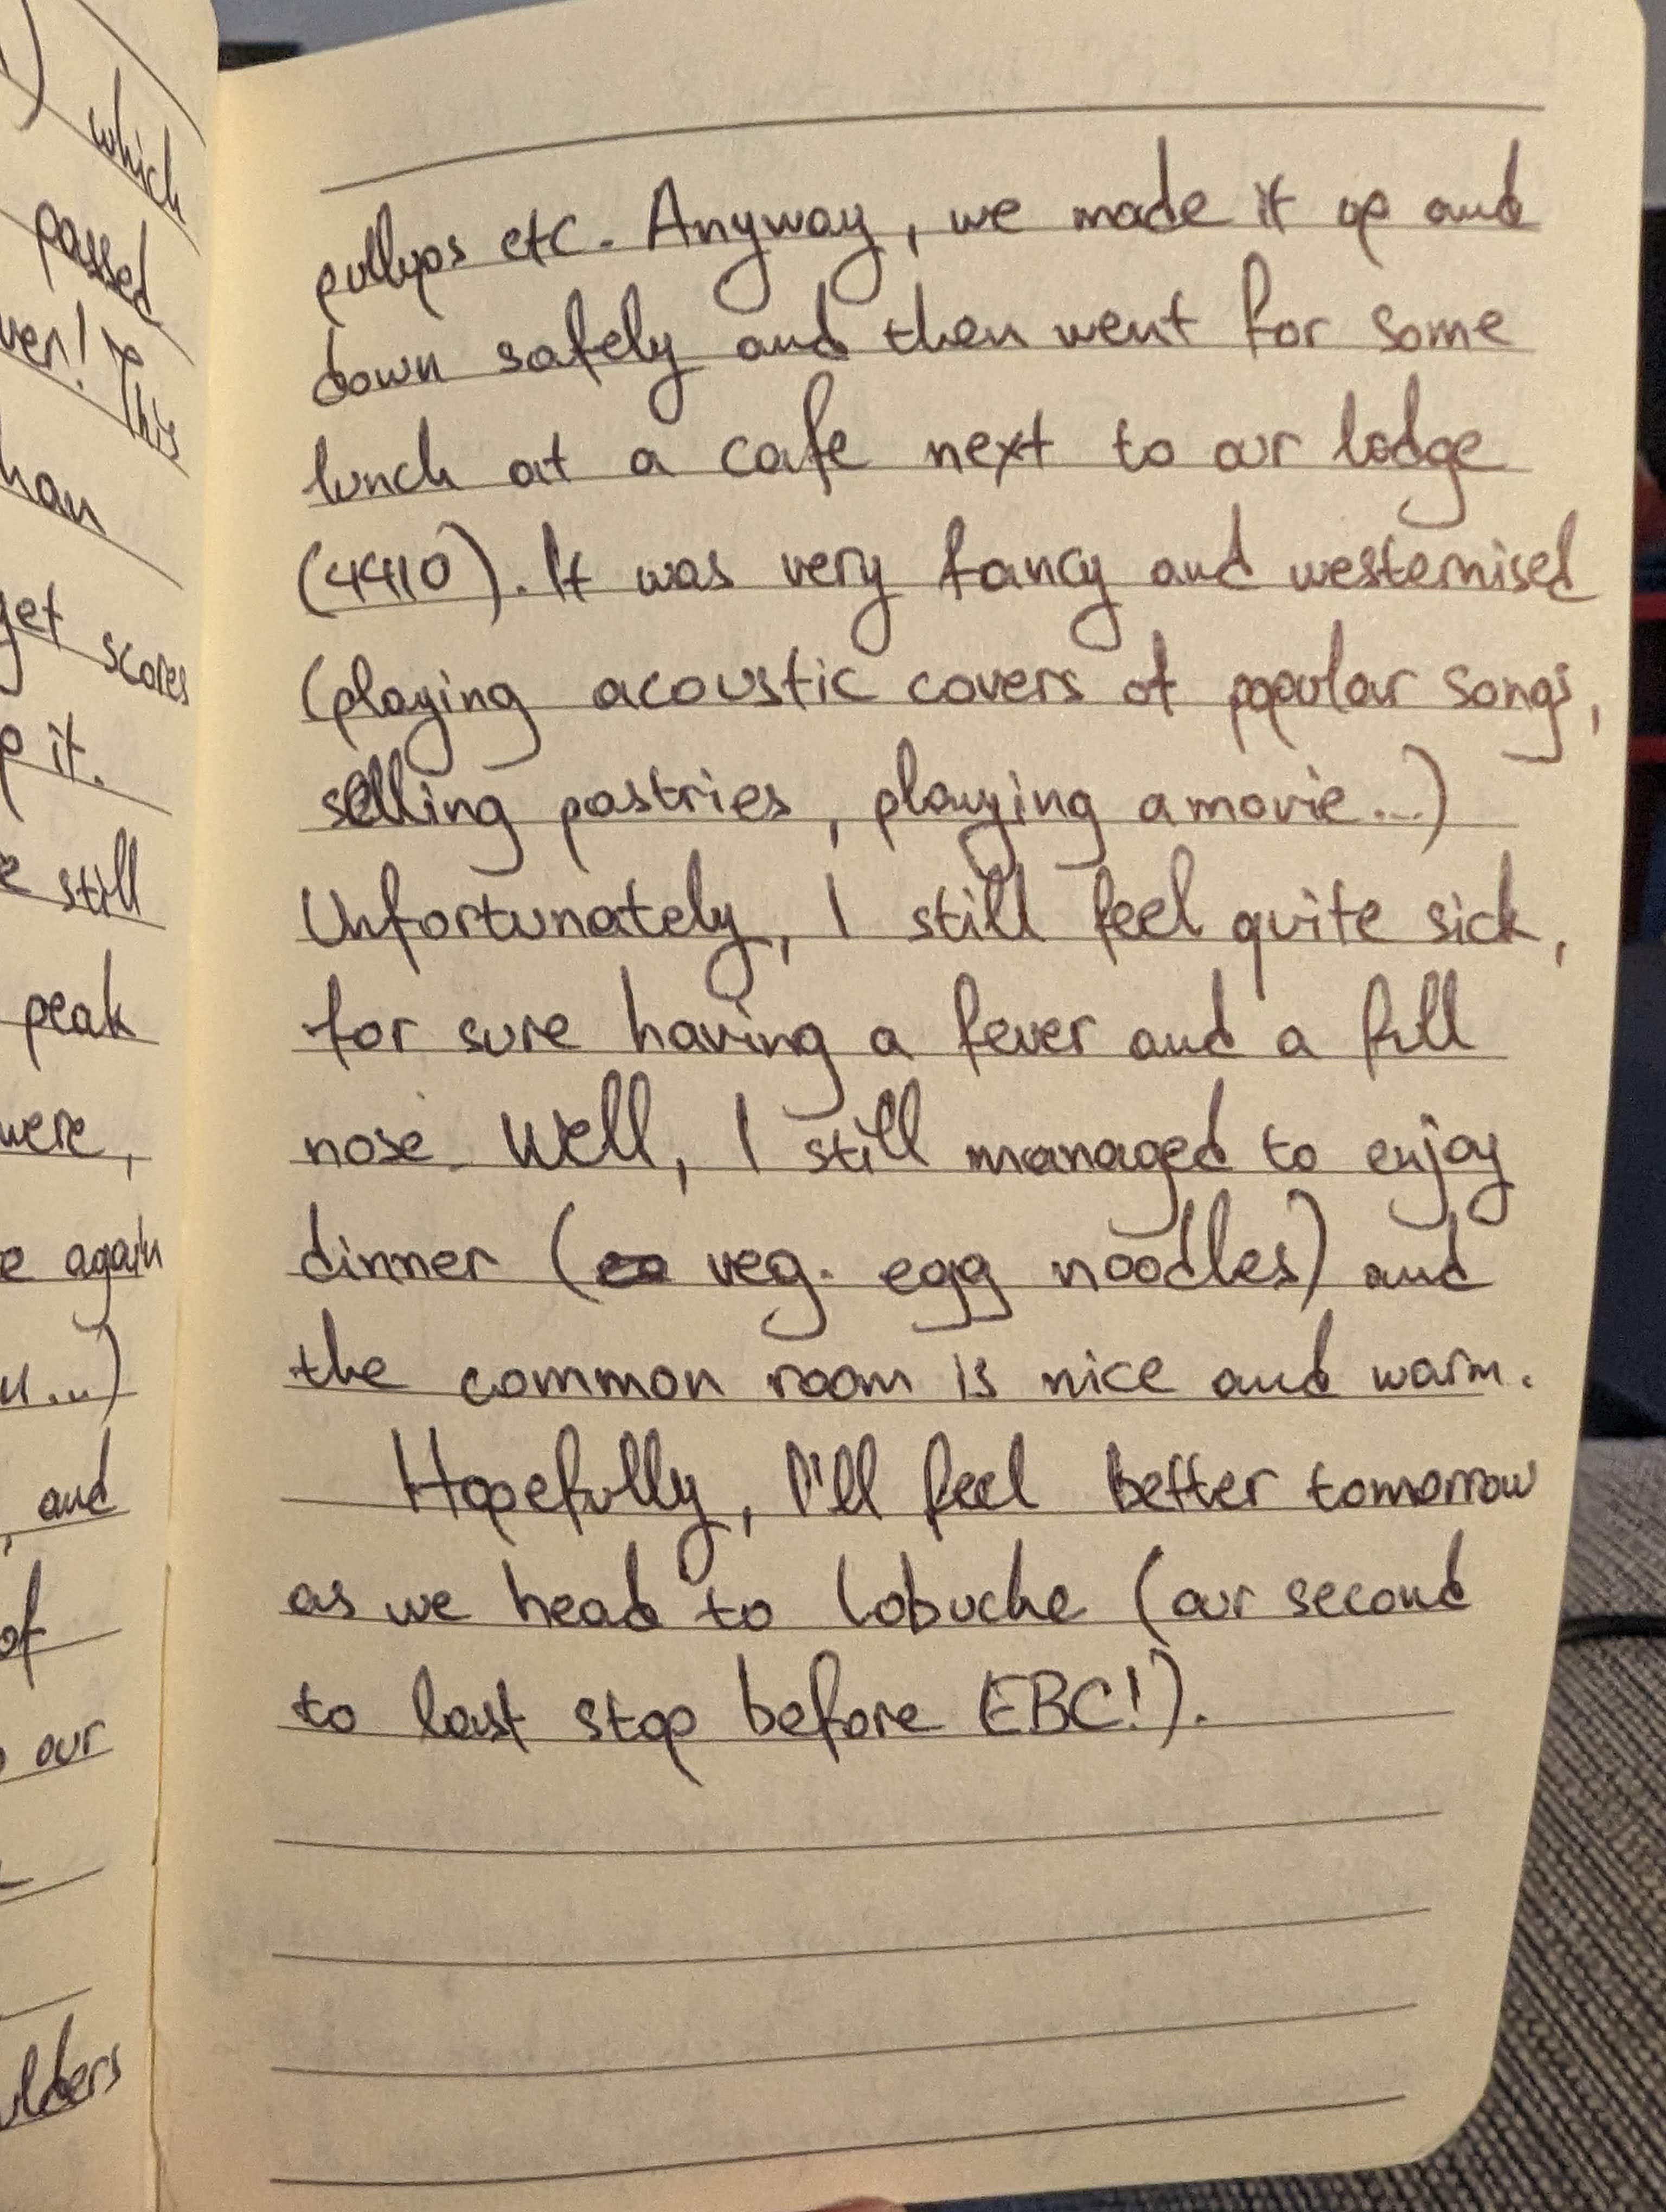 which
passed
ver! This
han
get scores
p it.
e still
peak
were,
e again
u...)
, and
of
our
ulders
pullups etc. Anyway, we made it up and
down safely and then went for some
lunch at a cafe next to our lodge
(4410). It was very fancy and westernised
(playing acoustic covers of popular songs,
selling pastries, playing a movie...)
Unfortunately, I still feel quite sick,
for sure having a fever and a full
nose. Well, I still managed to enjoy
dinner (veg. egg noodles) and
the common room is nice and warm.
Hopefully, I'll feel better tomorrow
as we head to Lobuche (our second
to last stop before EBC!).